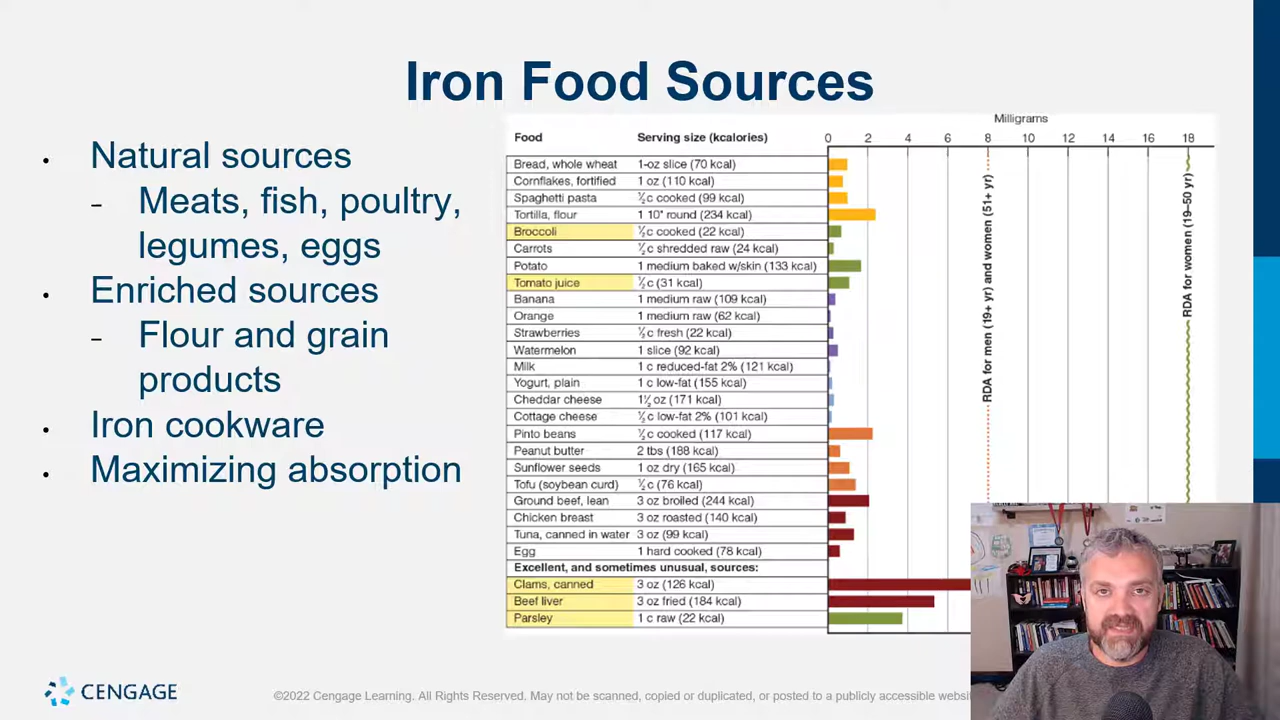 Iron Food Sources
• Natural sources
– Meats, fish, poultry,
legumes, eggs
• Enriched sources
– Flour and grain
products
• Iron cookware
• Maximizing absorption
Milligrams
Food Serving size (kcalories) 0 2 4 6 8 10 12 14 16 18
Bread, whole wheat 1-oz slice (70 kcal)
Cornflakes, fortified 1 oz (110 kcal)
Spaghetti pasta ½ c cooked (99 kcal)
Tortilla, flour 1 10" round (234 kcal)
Broccoli ½ c cooked (22 kcal)
Carrots ½ c shredded raw (24 kcal)
Potato 1 medium baked w/skin (133 kcal)
Tomato juice ¾ c (31 kcal)
Banana 1 medium raw (109 kcal)
Orange 1 medium raw (62 kcal)
Strawberries ½ c fresh (22 kcal)
Watermelon 1 slice (92 kcal)
Milk 1 c reduced-fat 2% (121 kcal)
Yogurt, plain 1 c low-fat (155 kcal)
Cheddar cheese 1½ oz (171 kcal)
Cottage cheese ½ c low-fat 2% (101 kcal)
Pinto beans ½ c cooked (117 kcal)
Peanut butter 2 tbs (188 kcal)
Sunflower seeds 1 oz dry (165 kcal)
Tofu (soybean curd) ½ c (76 kcal)
Ground beef, lean 3 oz broiled (244 kcal)
Chicken breast 3 oz roasted (140 kcal)
Tuna, canned in water 3 oz (99 kcal)
Egg 1 hard cooked (78 kcal)
Excellent, and sometimes unusual, sources:
Clams, canned 3 oz (126 kcal)
Beef liver 3 oz fried (184 kcal)
Parsley 1 c raw (22 kcal)
RDA for men (19+ yr) and women (51+ yr)
RDA for women (19–50 yr)
CENGAGE
©2022 Cengage Learning. All Rights Reserved. May not be scanned, copied or duplicated, or posted to a publicly accessible